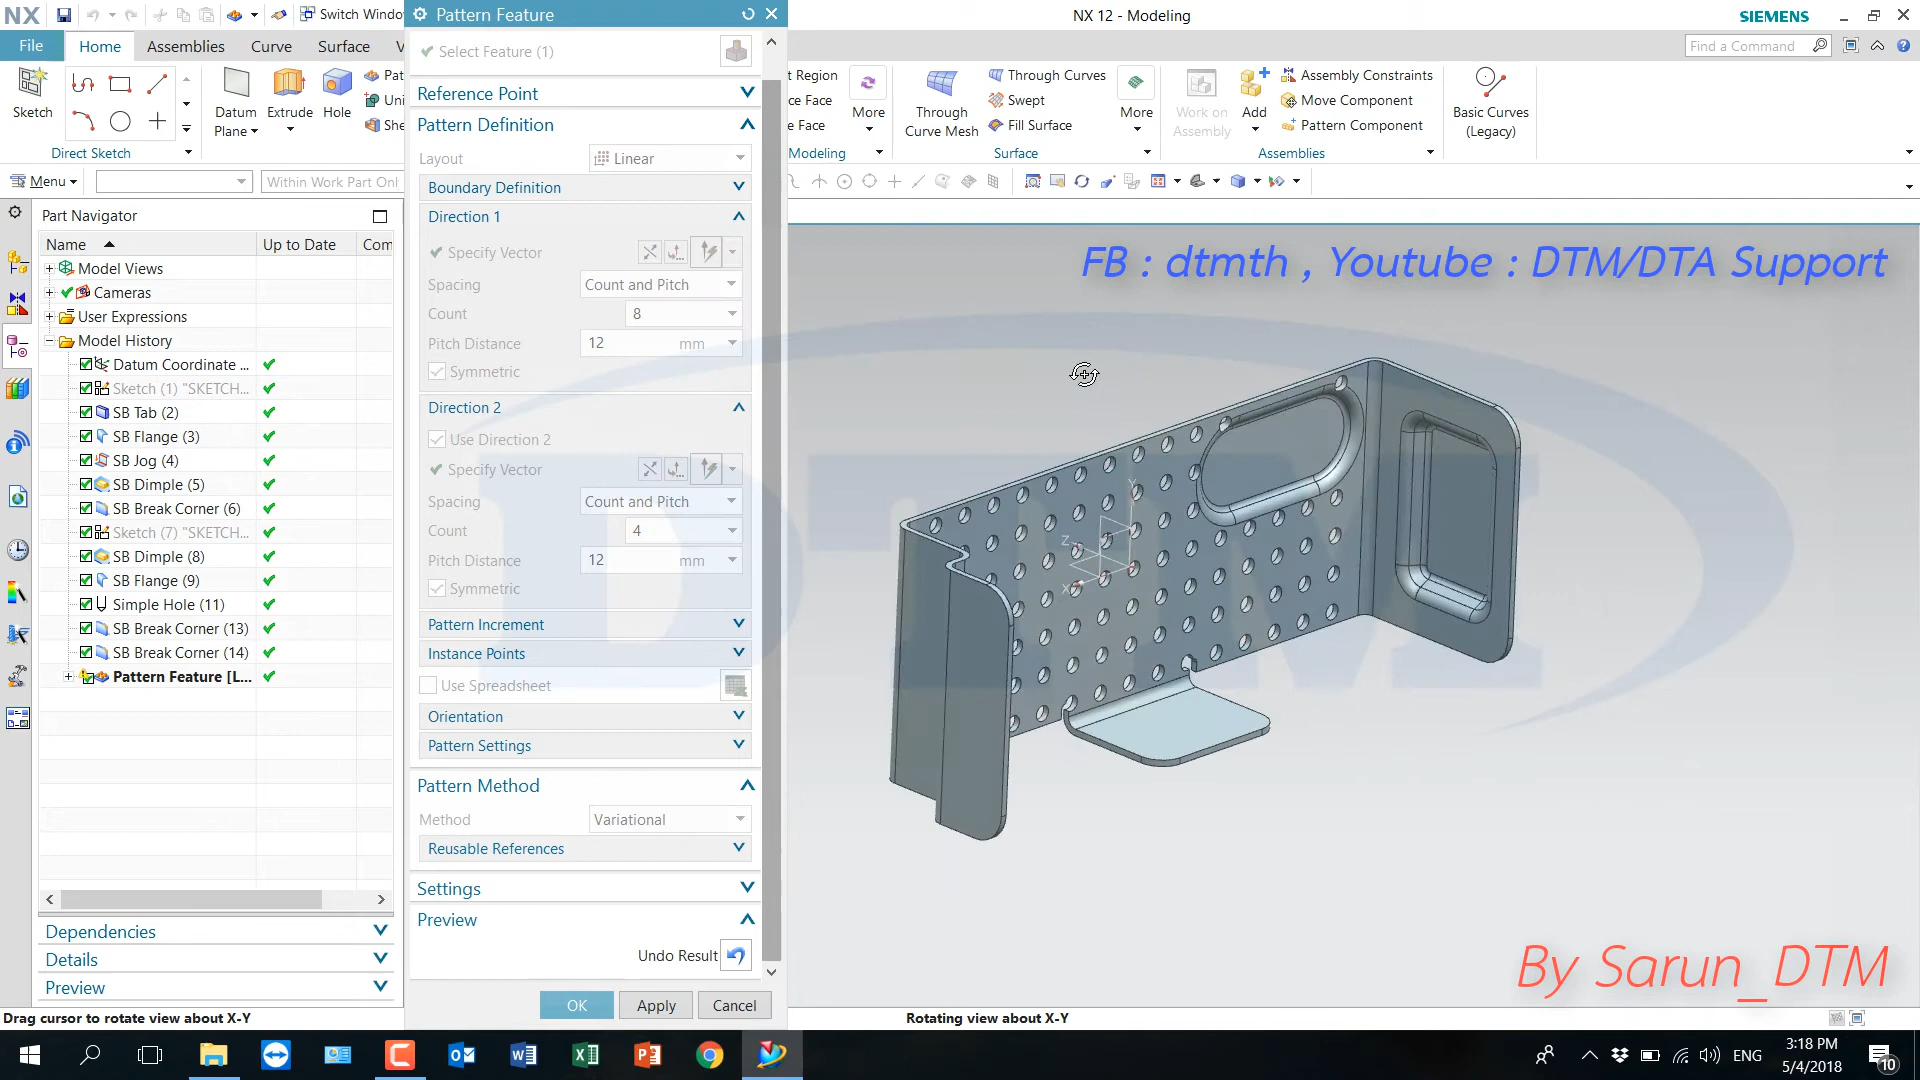 NX
Switch Windo
Pattern Feature
NX 12 - Modeling
SIEMENS
File
Home
Assemblies
Curve
Surface
V
Select Feature (1)
Find a Command
Sketch
Datum
Plane
Extrude
Hole
Pat
Uni
She
Direct Sketch
Reference Point
Pattern Definition
t Region
ce Face
e Face
More
Modeling
Through
Curve Mesh
Through Curves
Swept
Fill Surface
More
Surface
Work on
Assembly
Add
Assembly Constraints
Move Component
Pattern Component
Assemblies
Basic Curves
(Legacy)
Menu
Within Work Part Onl
Layout
Linear
Boundary Definition
Direction 1
Specify Vector
Spacing
Count and Pitch
Count
8
Pitch Distance
12 mm
Symmetric
Direction 2
Use Direction 2
Specify Vector
Spacing
Count and Pitch
Count
4
Pitch Distance
12 mm
Symmetric
Pattern Increment
Instance Points
Use Spreadsheet
Orientation
Pattern Settings
Pattern Method
Method
Variational
Reusable References
Settings
Preview
Undo Result
OK
Apply
Cancel
Part Navigator
Name
Up to Date
Com
Model Views
Cameras
User Expressions
Model History
Datum Coordinate ...
Sketch (1) "SKETCH...
SB Tab (2)
SB Flange (3)
SB Jog (4)
SB Dimple (5)
SB Break Corner (6)
Sketch (7) "SKETCH...
SB Dimple (8)
SB Flange (9)
Simple Hole (11)
SB Break Corner (13)
SB Break Corner (14)
Pattern Feature [L...
Dependencies
Details
Preview
FB : dtmth , Youtube : DTM/DTA Support
DTM
Y
Z
X
By Sarun_DTM
Drag cursor to rotate view about X-Y
Rotating view about X-Y
ENG
3:18 PM
5/4/2018
10